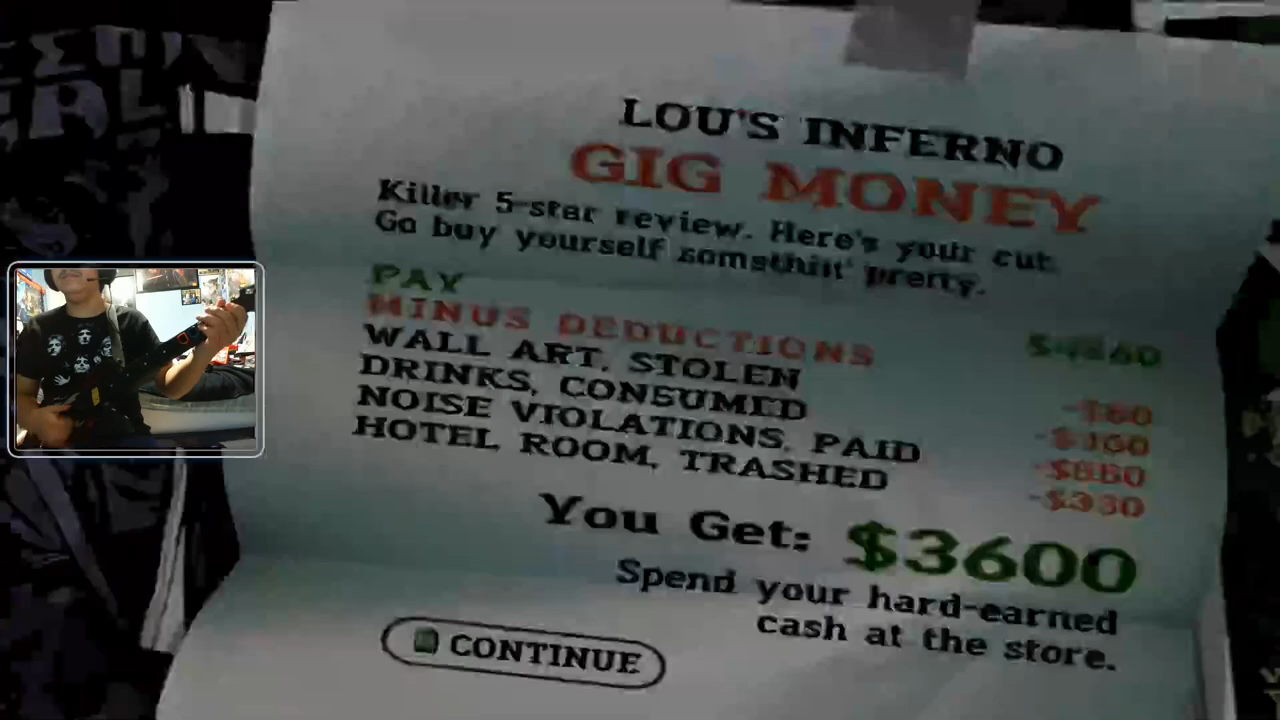 LOU'S INFERNO
GIG MONEY
Killer 5-star review. Here's your cut.
Go buy yourself somethin' pretty.
PAY
MINUS DEDUCTIONS
WALL ART, STOLEN
DRINKS, CONSUMED
NOISE VIOLATIONS, PAID
HOTEL ROOM, TRASHED
You Get: $3600
Spend your hard-earned
cash at the store.
CONTINUE